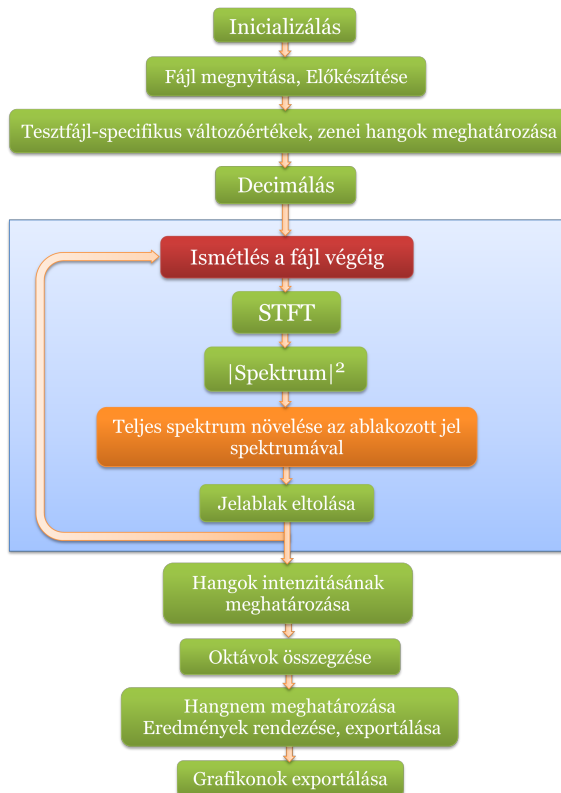 Inicializálás
Fájl megnyitása, Előkészítése
Tesztfájl-specifikus változóértékek, zenei hangok meghatározása
Decimálás
Ismétlés a fájl végéig
STFT
|Spektrum|²
Teljes spektrum növelése az ablakozott jel
spektrumával
Jelablak eltolása
Hangok intenzitásának
meghatározása
Oktávok összegzése
Hangnem meghatározása
Eredmények rendezése, exportálása
Grafikonok exportálása